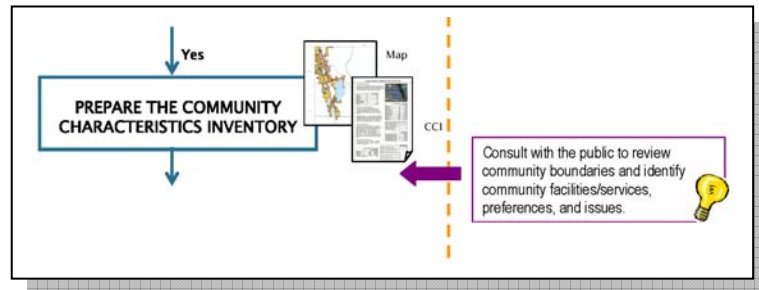 Yes
Map
PREPARE THE COMMUNITY
CHARACTERISTICS INVENTORY
CCI
Consult with the public to review
community boundaries and identify
community facilities/services,
preferences, and issues.